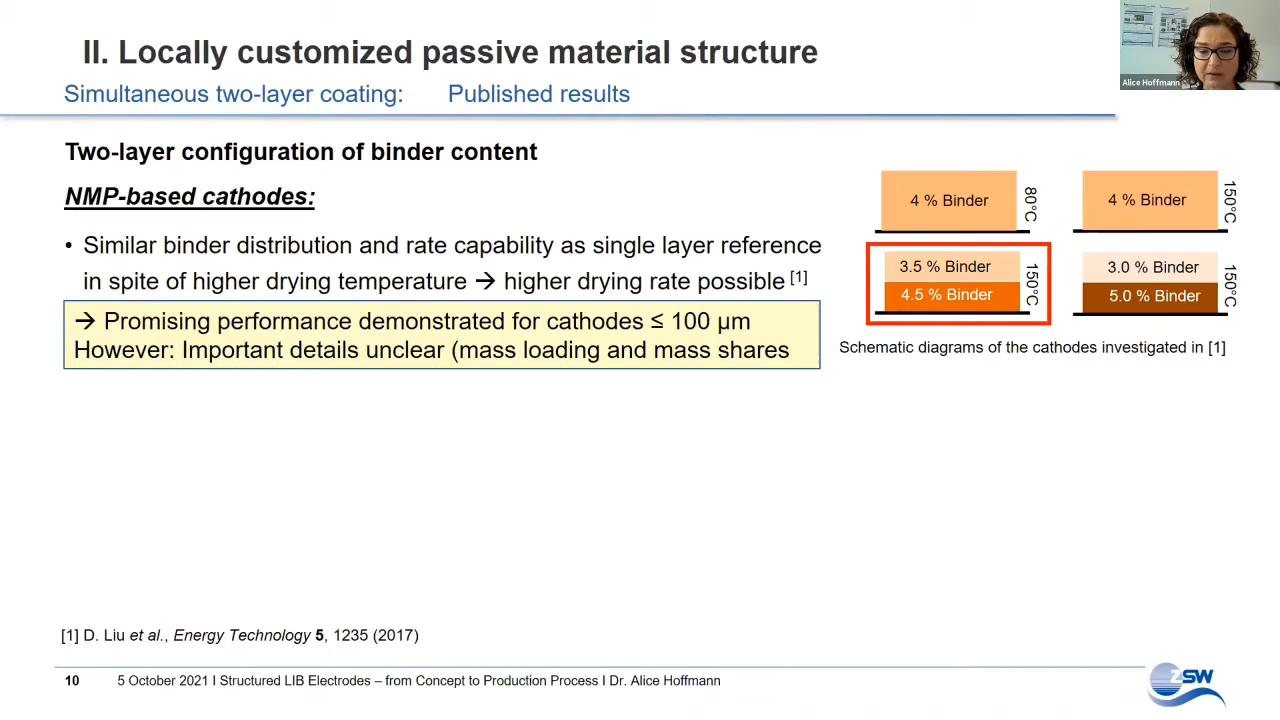 II. Locally customized passive material structure
Simultaneous two-layer coating: Published results
Alice Hoffmann
Two-layer configuration of binder content
NMP-based cathodes:
• Similar binder distribution and rate capability as single layer reference
in spite of higher drying temperature → higher drying rate possible [1]
→ Promising performance demonstrated for cathodes ≤ 100 µm
However: Important details unclear (mass loading and mass shares
4 % Binder 80°C
4 % Binder 150°C
3.5 % Binder
4.5 % Binder
150°C
3.0 % Binder
5.0 % Binder
150°C
Schematic diagrams of the cathodes investigated in [1]
[1] D. Liu et al., Energy Technology 5, 1235 (2017)
10 5 October 2021 I Structured LIB Electrodes – from Concept to Production Process I Dr. Alice Hoffmann
ZSW